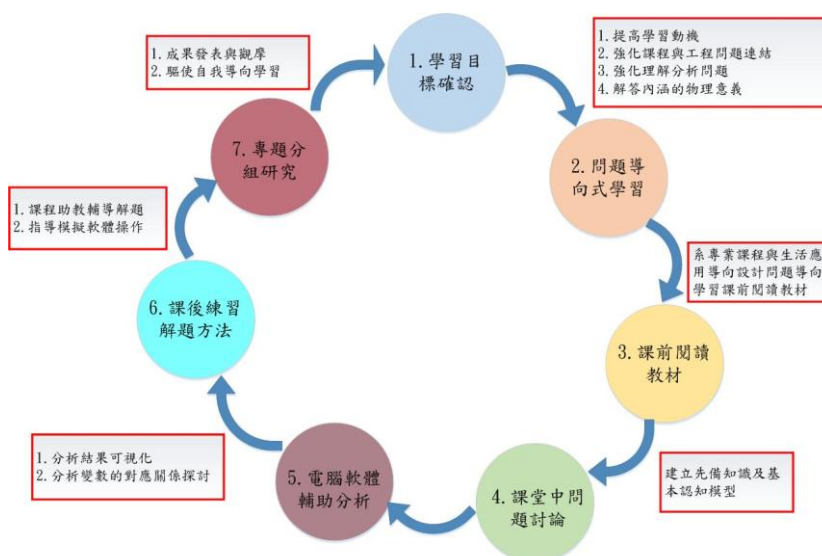 1.學習目
標確認
1.提高學習動機
2.強化課程與工程問題連結
3.強化理解分析問題
4.解答內涵的物理意義
2.問題導
向式學習
系專業課程與生活應
用導向設計問題導向
學習課前閱讀教材
3.課前閱讀
教材
建立先備知識及基
本認知模型
4.課堂中問
題討論
5.電腦軟體
輔助分析
1.分析結果可視化
2.分析變數的對應關係探討
6.課後練習
解題方法
1.課程助教輔導解題
2.指導模擬軟體操作
7.專題分
組研究
1.成果發表與觀摩
2.驅使自我導向學習